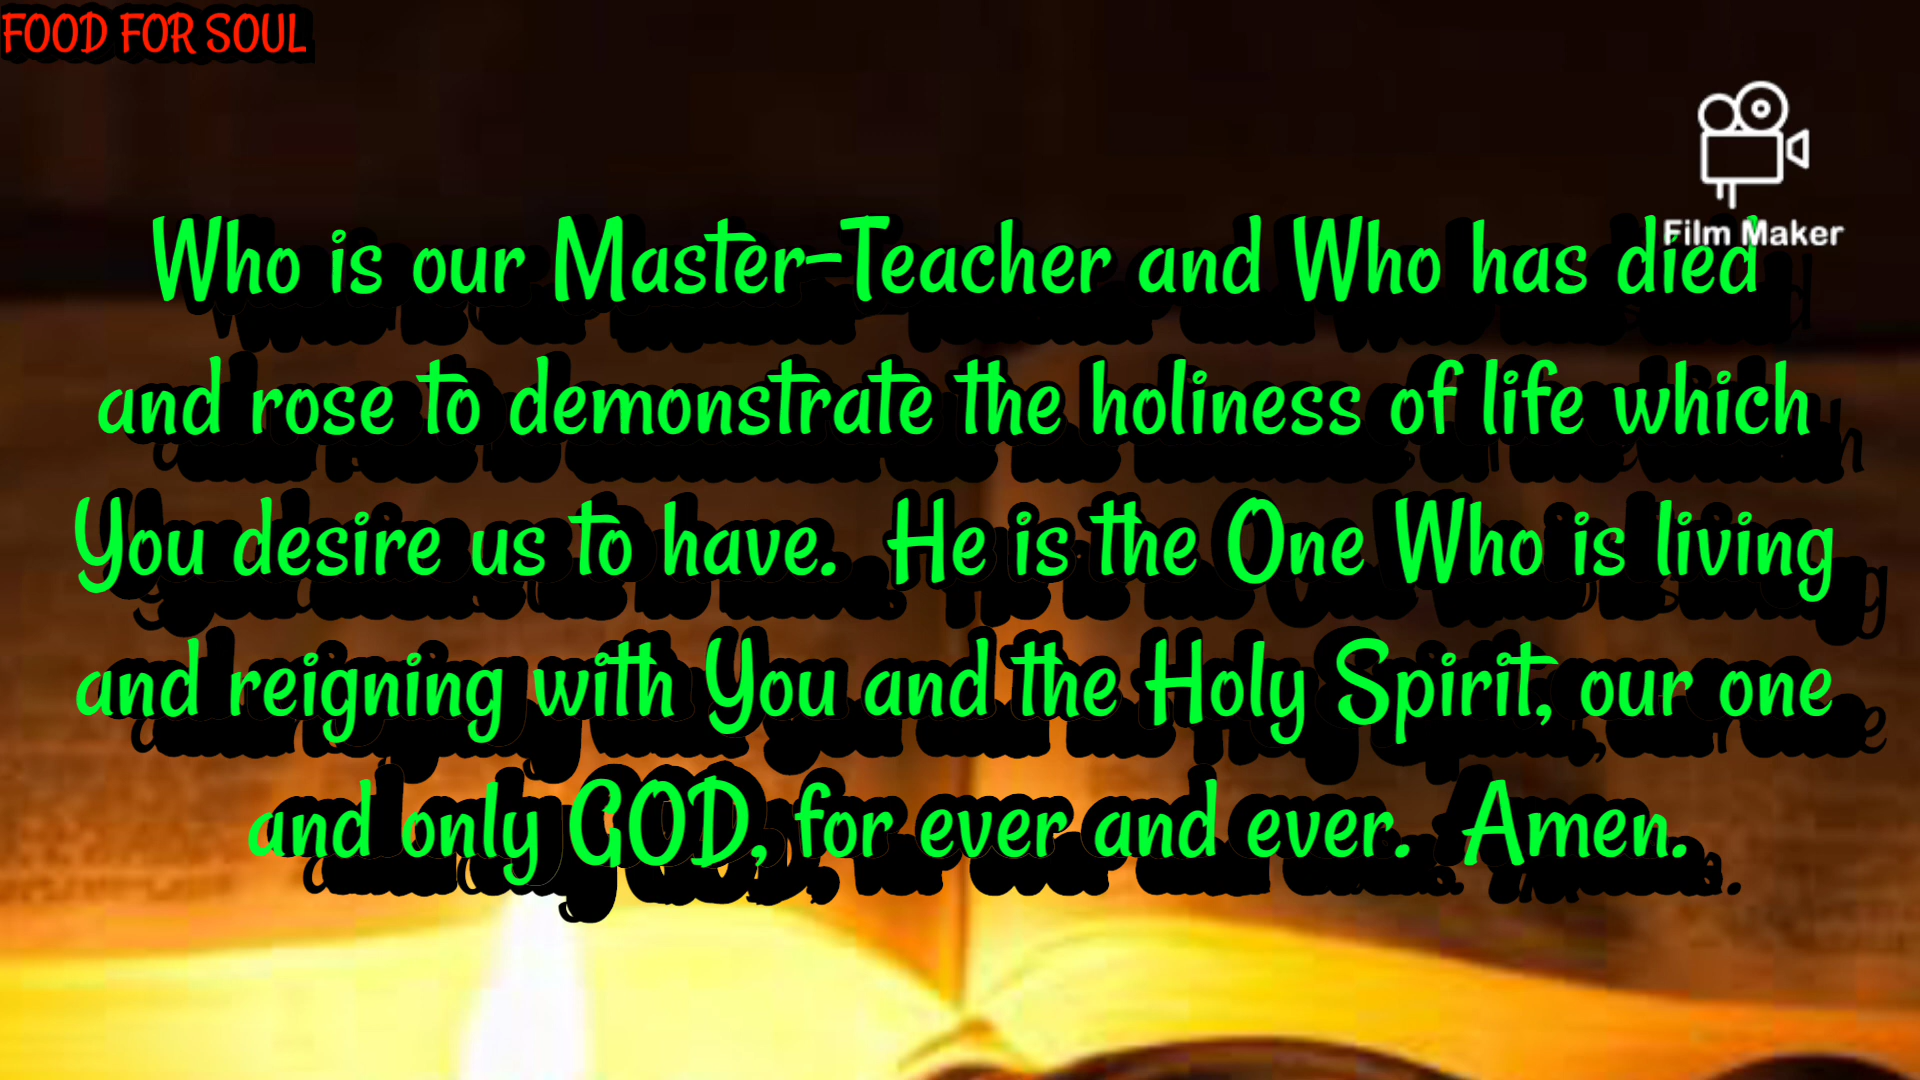 FOOD FOR SOUL
Film Maker
Who is our Master-Teacher and Who has died
and rose to demonstrate the holiness of life which
You desire us to have. He is the One Who is living
and reigning with You and the Holy Spirit, our one
and only GOD, for ever and ever. Amen.